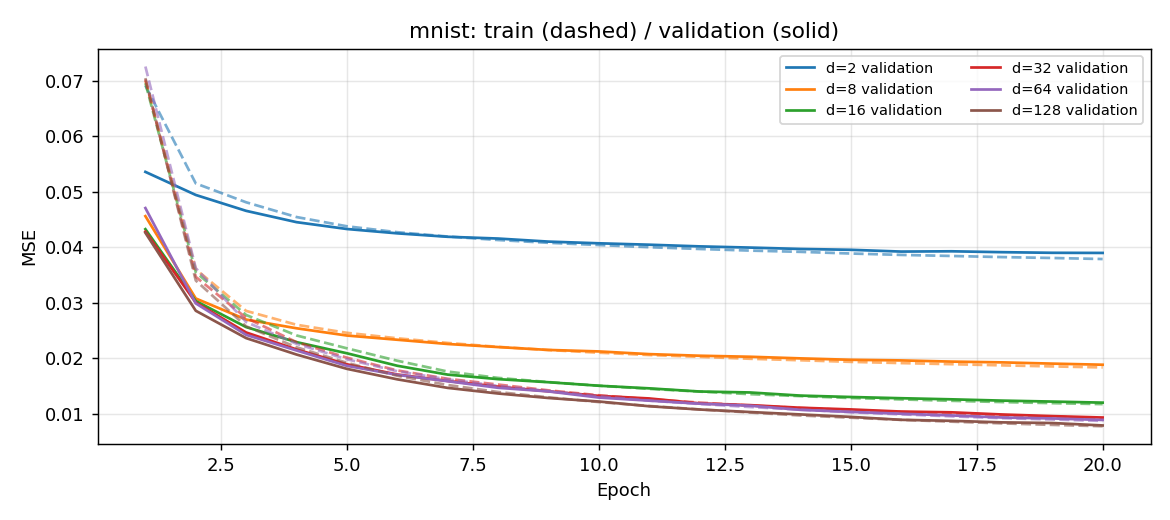 mnist: train (dashed) / validation (solid)
MSE
0.07
0.06
0.05
0.04
0.03
0.02
0.01
d=2 validation
d=8 validation
d=16 validation
d=32 validation
d=64 validation
d=128 validation
2.5 5.0 7.5 10.0 12.5 15.0 17.5 20.0
Epoch